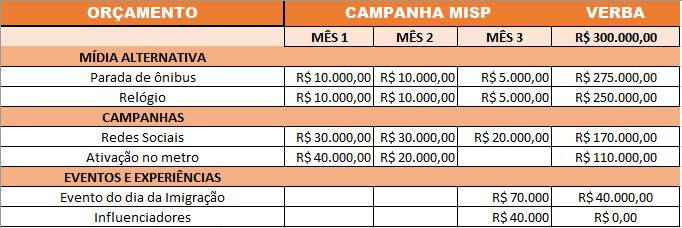 ORÇAMENTO CAMPANHA MISP VERBA
MÊS 1 MÊS 2 MÊS 3 R$ 300.000,00
MÍDIA ALTERNATIVA
Parada de ônibus R$ 10.000,00 R$ 10.000,00 R$ 5.000,00 R$ 275.000,00
Relógio R$ 10.000,00 R$ 10.000,00 R$ 5.000,00 R$ 250.000,00
CAMPANHAS
Redes Sociais R$ 30.000,00 R$ 30.000,00 R$ 20.000,00 R$ 170.000,00
Ativação no metro R$ 40.000,00 R$ 20.000,00 R$ 110.000,00
EVENTOS E EXPERIÊNCIAS
Evento do dia da Imigração R$ 70.000 R$ 40.000,00
Influenciadores R$ 40.000 R$ 0,00